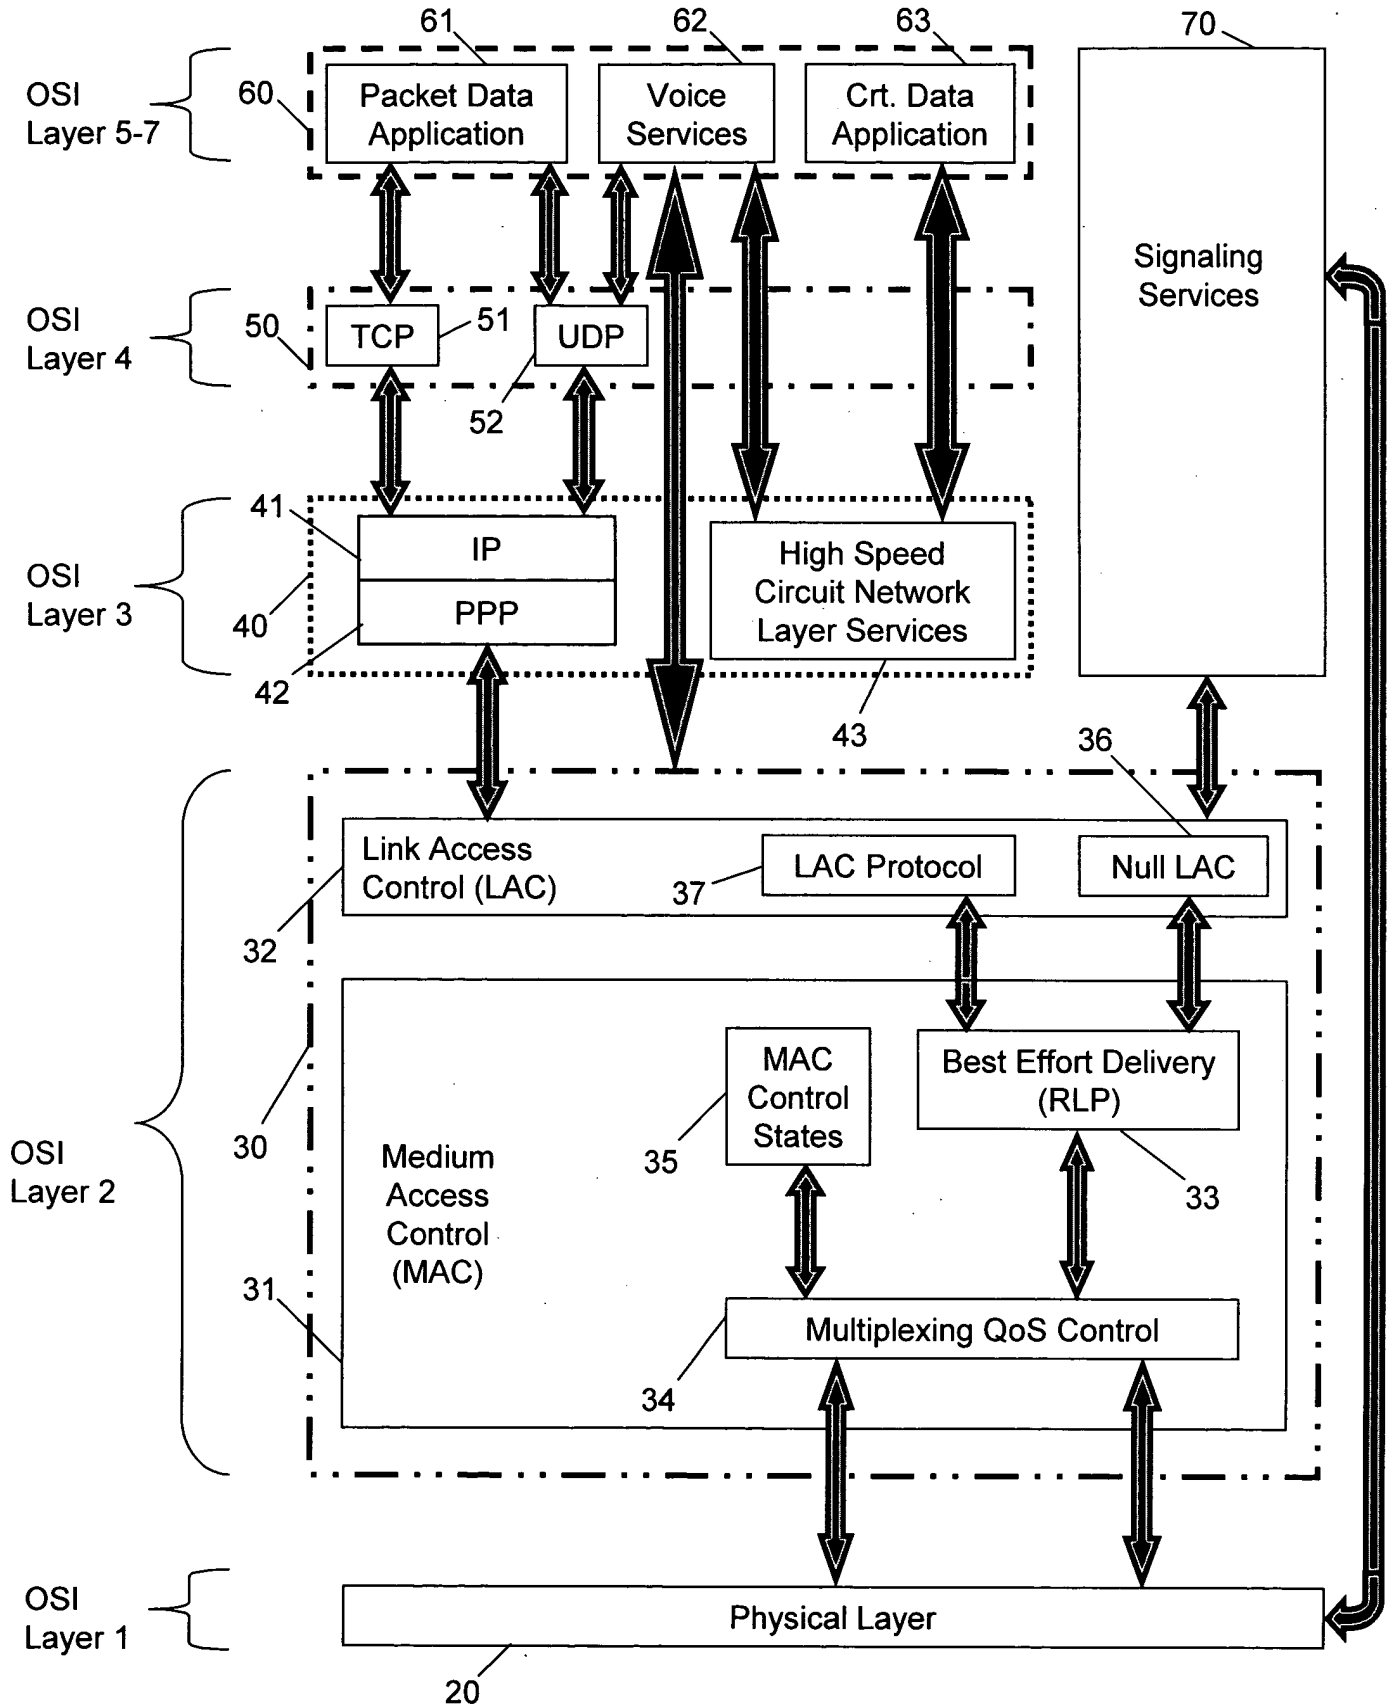 61
62
63
70
OSI
Layer 5-7
60
Packet Data
Application
Voice
Services
Crt. Data
Application
Signaling
Services
OSI
Layer 4
50
TCP
51
UDP
52
OSI
Layer 3
41
40
42
IP
PPP
High Speed
Circuit Network
Layer Services
43
36
OSI
Layer 2
Link Access
Control (LAC)
37
LAC Protocol
Null LAC
32
30
Medium
Access
Control
(MAC)
MAC
Control
States
35
Best Effort Delivery
(RLP)
33
31
Multiplexing QoS Control
34
OSI
Layer 1
Physical Layer
20